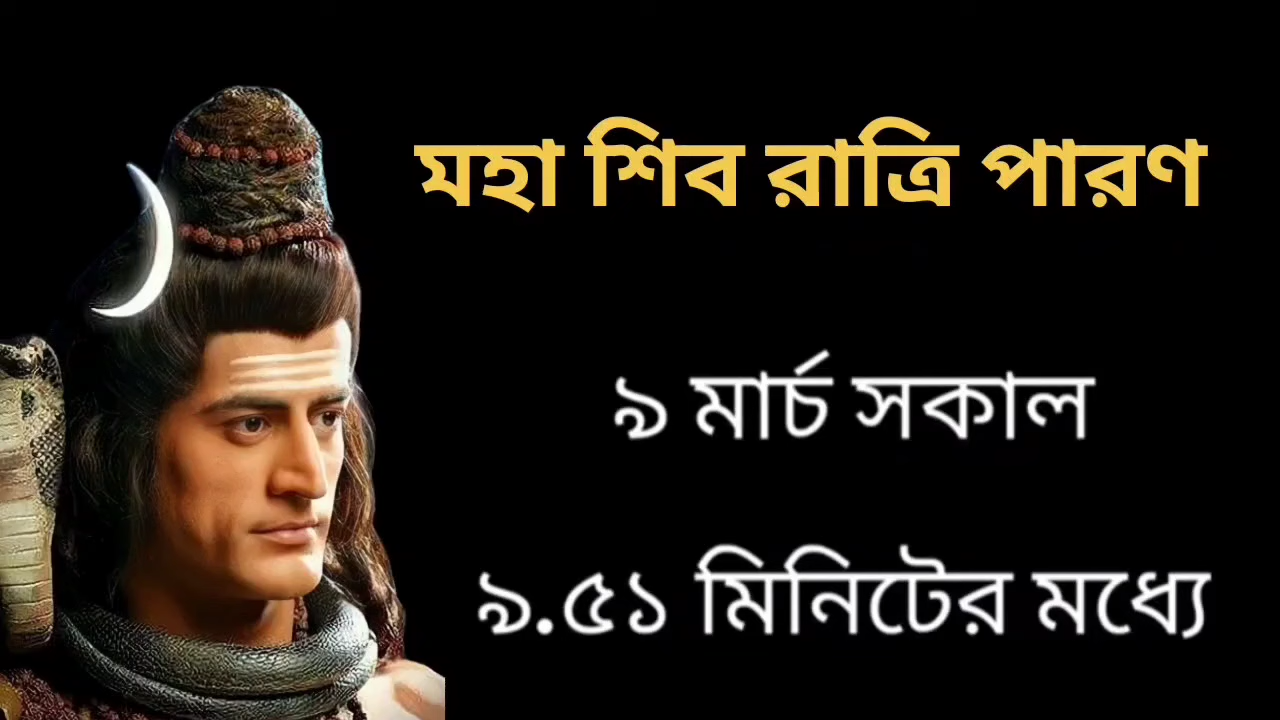 মহা শিব রাত্রি পারণ
৯ মার্চ সকাল
৯.৫১ মিনিটের মধ্যে